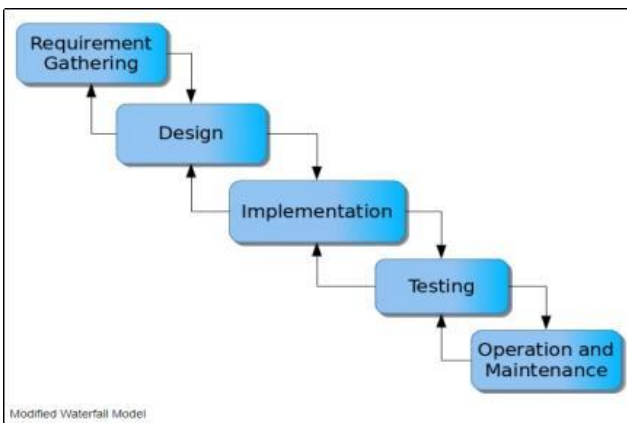 Requirement
Gathering
Design
Implementation
Testing
Operation and
Maintenance
Modified Waterfall Model